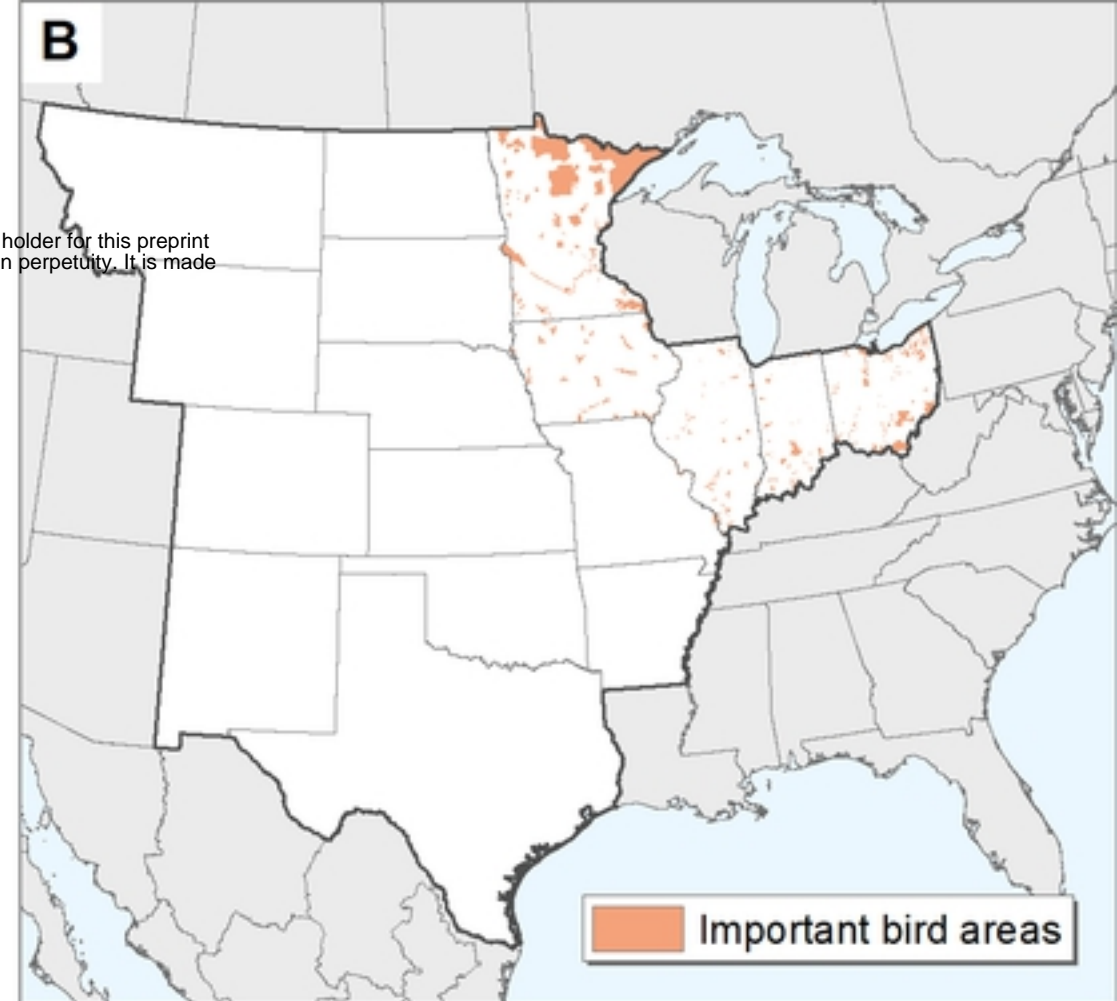 B
holder for this preprint
n perpetuity. It is made
Important bird areas